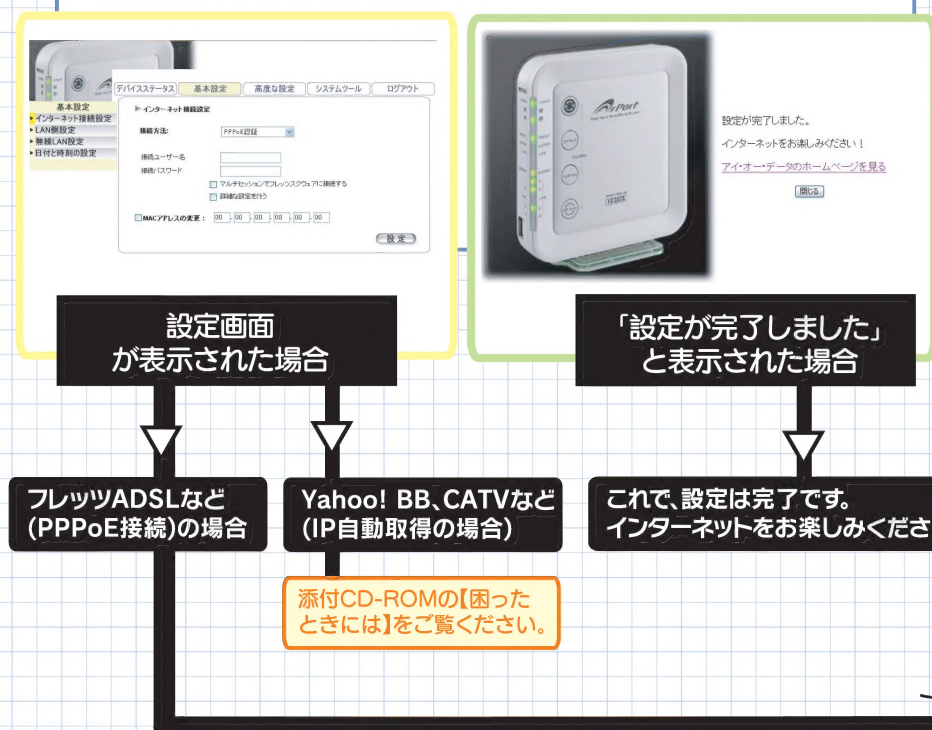 デバイスステータス 基本設定 高度な設定 システムツール ログアウト
基本設定
インターネット接続設定
LAN側設定
無線LAN設定
日付と時刻の設定
インターネット接続設定
接続方法:
PPPoE認証
接続ユーザー名
接続パスワード
マルチセッションでフレッツスクウェアに接続する
詳細な設定を行う
MACアドレスの変更: 00 - 00 - 00 - 00 - 00 - 00
設定
AirPort
I-O DATA
設定が完了しました。
インターネットをお楽しみください!
アイ・オー・データのホームページを見る
閉じる
設定画面
が表示された場合
「設定が完了しました」
と表示された場合
フレッツADSLなど
(PPPoE接続)の場合
Yahoo! BB、CATVなど
(IP自動取得の場合)
これで、設定は完了です。
インターネットをお楽しみくださ
添付CD-ROMの【困った
ときには】をご覧ください。